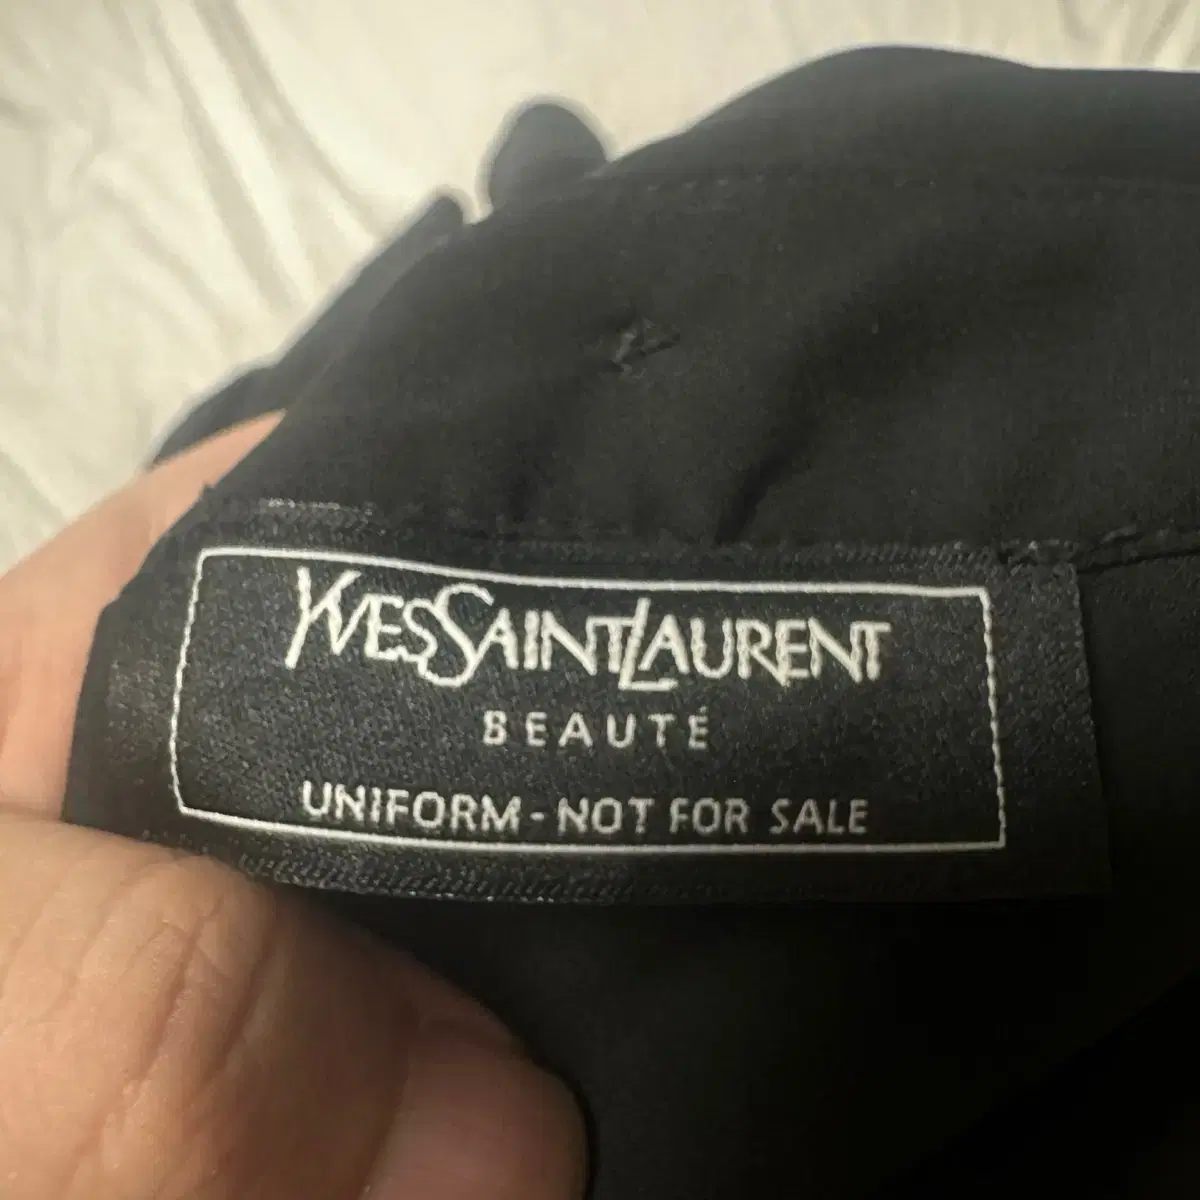 YVESSAINTLAURENT
BEAUTÉ
UNIFORM - NOT FOR SALE